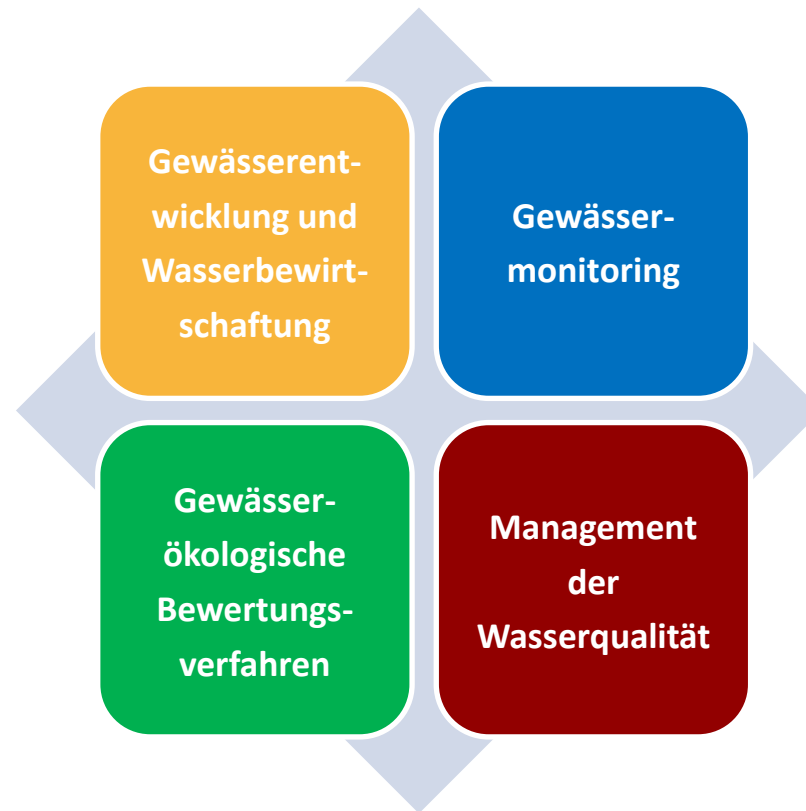 Gewässerent-
wicklung und
Wasserbewirt-
schaftung
Gewässer-
monitoring
Gewässer-
ökologische
Bewertungs-
verfahren
Management
der
Wasserqualität